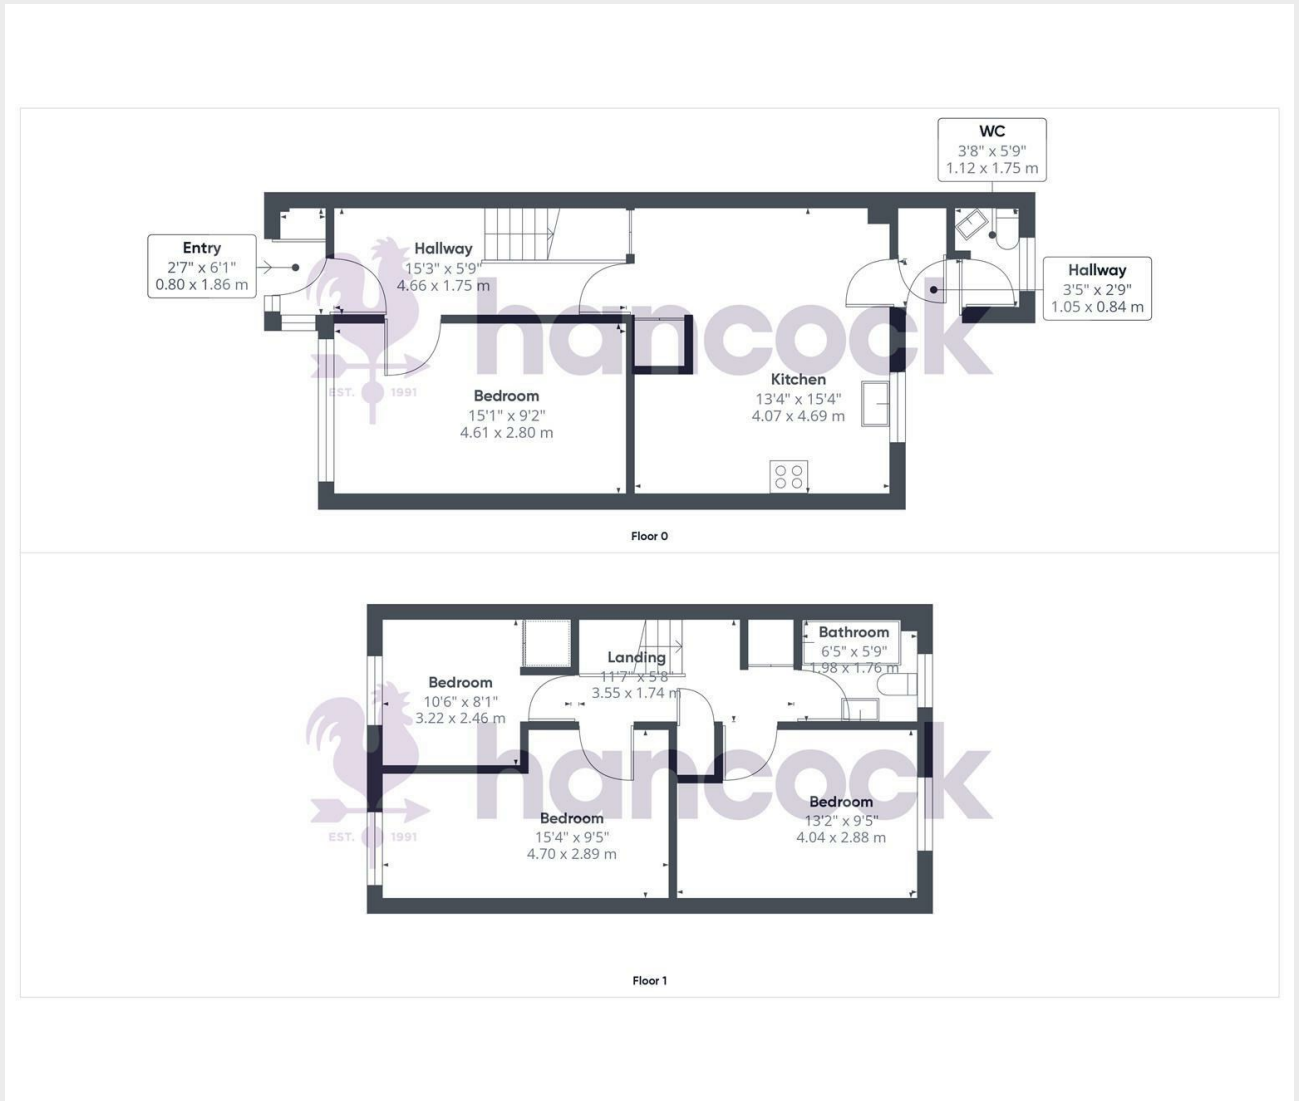 WC
3'8" x 5'9"
1.12 x 1.75 m
Entry
2'7" x 6'1"
0.80 x 1.86 m
Hallway
15'3" x 5'9"
4.66 x 1.75 m
Hallway
3'5" x 2'9"
1.05 x 0.84 m
hancock
EST. 1991
Bedroom
15'1" x 9'2"
4.61 x 2.80 m
Kitchen
13'4" x 15'4"
4.07 x 4.69 m
Floor 0
Bathroom
6'5" x 5'9"
1.98 x 1.76 m
Landing
11'7" x 5'8"
3.55 x 1.74 m
Bedroom
10'6" x 8'1"
3.22 x 2.46 m
hancock
EST. 1991
Bedroom
15'4" x 9'5"
4.70 x 2.89 m
Bedroom
13'2" x 9'5"
4.04 x 2.88 m
Floor 1